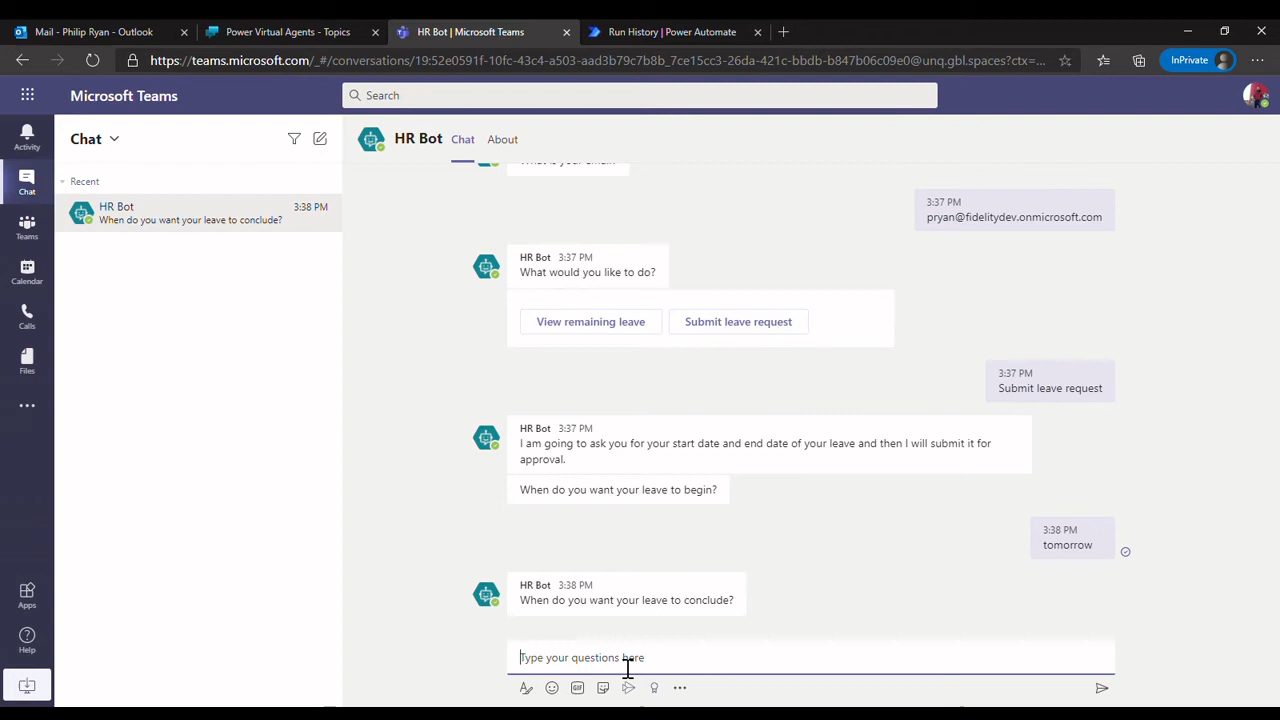 Mail - Philip Ryan - Outlook
Power Virtual Agents - Topics
HR Bot | Microsoft Teams
Run History | Power Automate
https://teams.microsoft.com/_#/conversations/19:52e0591f-10fc-43c4-a503-aad3b79c7b8b_7ce15cc3-26da-421c-bbdb-b847b06c09e0@unq.gbl.spaces?ctx=...
InPrivate
Microsoft Teams
Search
Activity
Chat
Teams
Calendar
Calls
Files
Apps
Help
Chat
Recent
HR Bot 3:38 PM
When do you want your leave to conclude?
HR Bot Chat About
What is your email?
3:37 PM
pryan@fidelitydev.onmicrosoft.com
HR Bot 3:37 PM
What would you like to do?
View remaining leave
Submit leave request
3:37 PM
Submit leave request
HR Bot 3:37 PM
I am going to ask you for your start date and end date of your leave and then I will submit it for
approval.
When do you want your leave to begin?
3:38 PM
tomorrow
HR Bot 3:38 PM
When do you want your leave to conclude?
Type your questions here
GIF